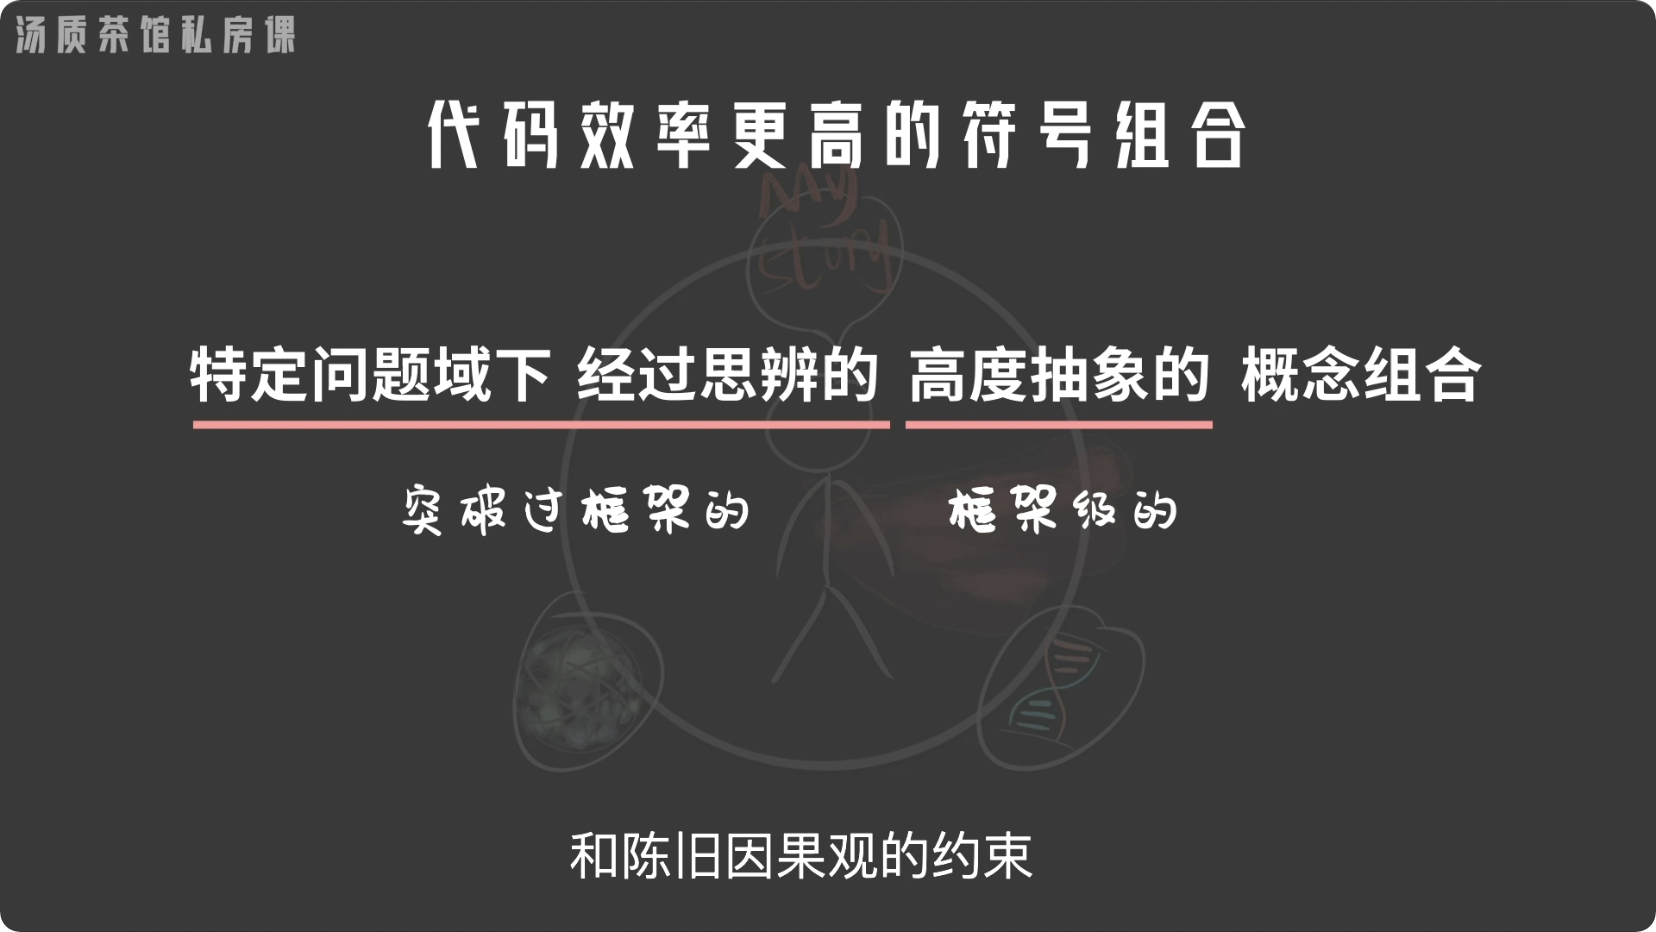 汤质茶馆私房课
代码效率更高的符号组合
My
story
特定问题域下 经过思辨的 高度抽象的 概念组合
突破过框架的 框架级的
和陈旧因果观的约束